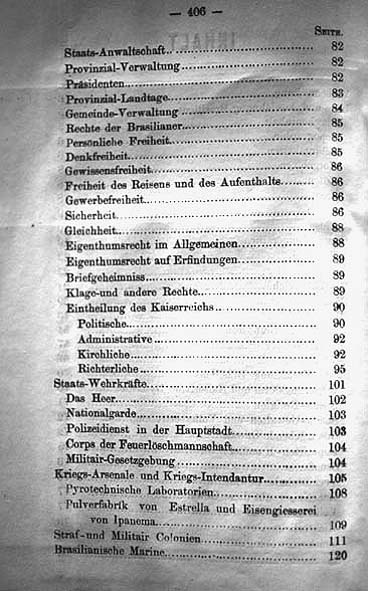 — 406 —
SEITE.
Staats-Anwaltschaft 82
Provinzial-Verwaltung 82
Präsidenten 82
Provinzial-Landtage 83
Gemeinde-Verwaltung 84
Rechte der Brasilianer 85
Persönliche Freiheit 85
Denkfreiheit 85
Gewissensfreiheit 86
Freiheit des Reisens und des Aufenthalts 86
Gewerbefreiheit 86
Sicherheit 86
Gleichheit 88
Eigenthumsrecht im Allgemeinen 88
Eigenthumsrecht auf Erfindungen 89
Briefgeheimniss 89
Klage-und andere Rechte 89
Eintheilung des Kaiserreichs 90
Politische 90
Administrative 92
Kirchliche 92
Richterliche 95
Staats-Wehrkräfte 101
Das Heer 102
Nationalgarde 103
Polizeidienst in der Hauptstadt 103
Corps der Feuerlöschmannschaft 104
Militair-Gesetzgebung 104
Kriegs-Arsenale und Kriegs-Intendantur 105
Pyrotechnische Laboratorien 108
Pulverfabrik von Estrella und Eisengiesserei
von Ipanema 109
Straf-und Militair Colonien 111
Brasilianische Marine 120